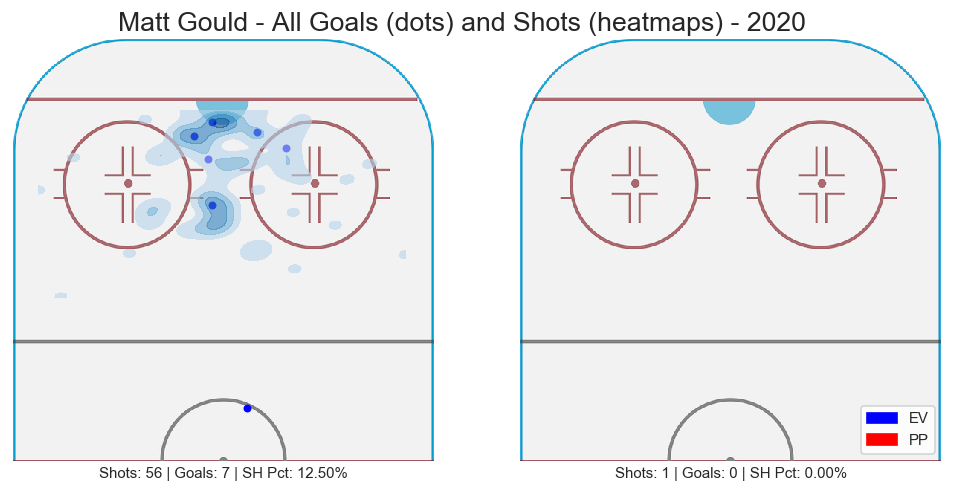 Matt Gould - All Goals (dots) and Shots (heatmaps) - 2020
EV
PP
Shots: 56 | Goals: 7 | SH Pct: 12.50%
Shots: 1 | Goals: 0 | SH Pct: 0.00%